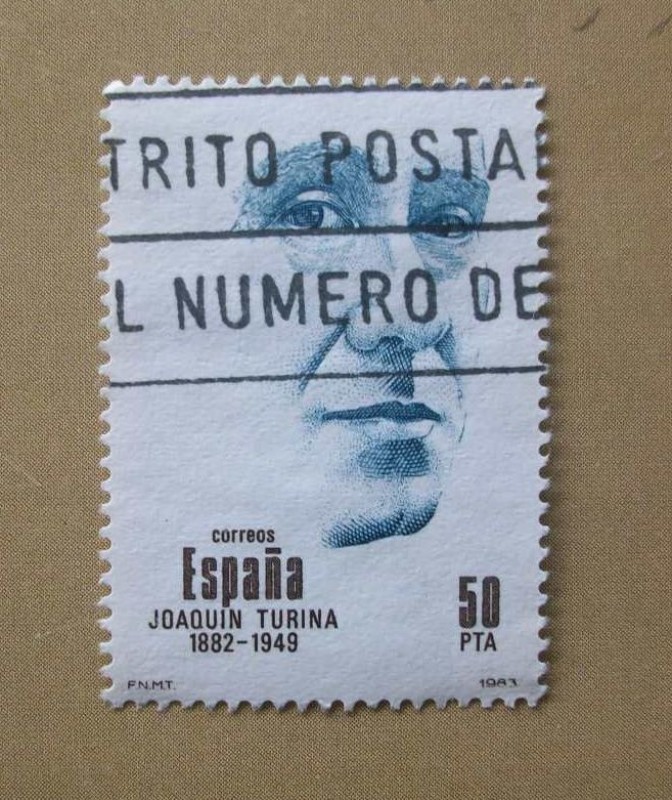 TRITO POSTA
L NUMERO DE
correos
España
JOAQUIN TURINA
1882-1949
50
PTA
F.N.M.T.
1983